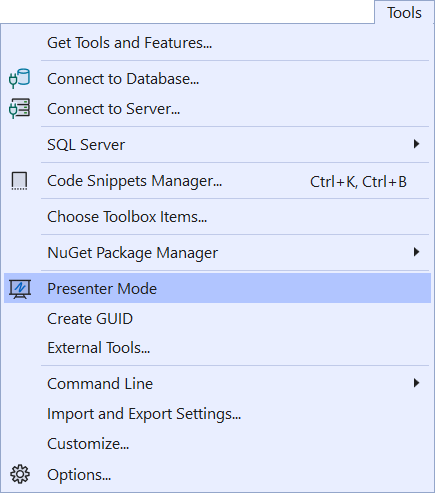 Tools
Get Tools and Features...
Connect to Database...
Connect to Server...
SQL Server
Code Snippets Manager... Ctrl+K, Ctrl+B
Choose Toolbox Items...
NuGet Package Manager
Presenter Mode
Create GUID
External Tools...
Command Line
Import and Export Settings...
Customize...
Options...